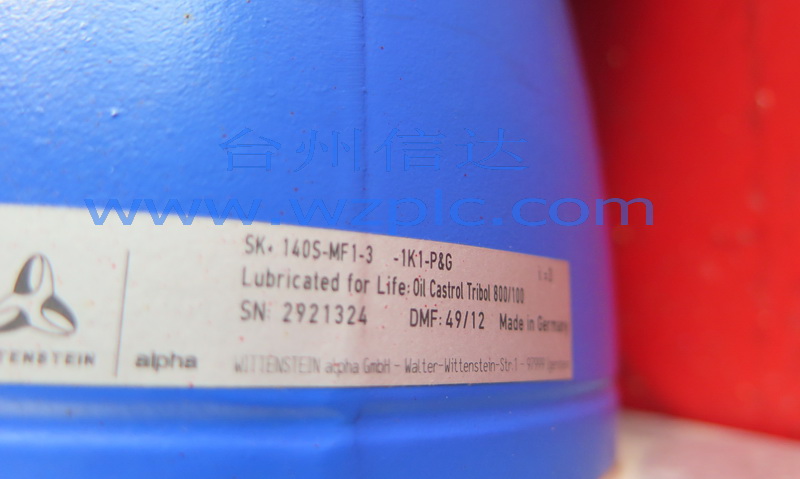 台州信达
www.wzplc.com
SK+ 140S-MF1-3 -1K1-P&G
Lubricated for Life: Oil Castrol Tribol 800/100
SN: 2921324 DMF: 49/12 Made in Germany
TENSTEIN alpha WITTENSTEIN alpha GmbH - Walter-Wittenstein-Str.1 - 97999